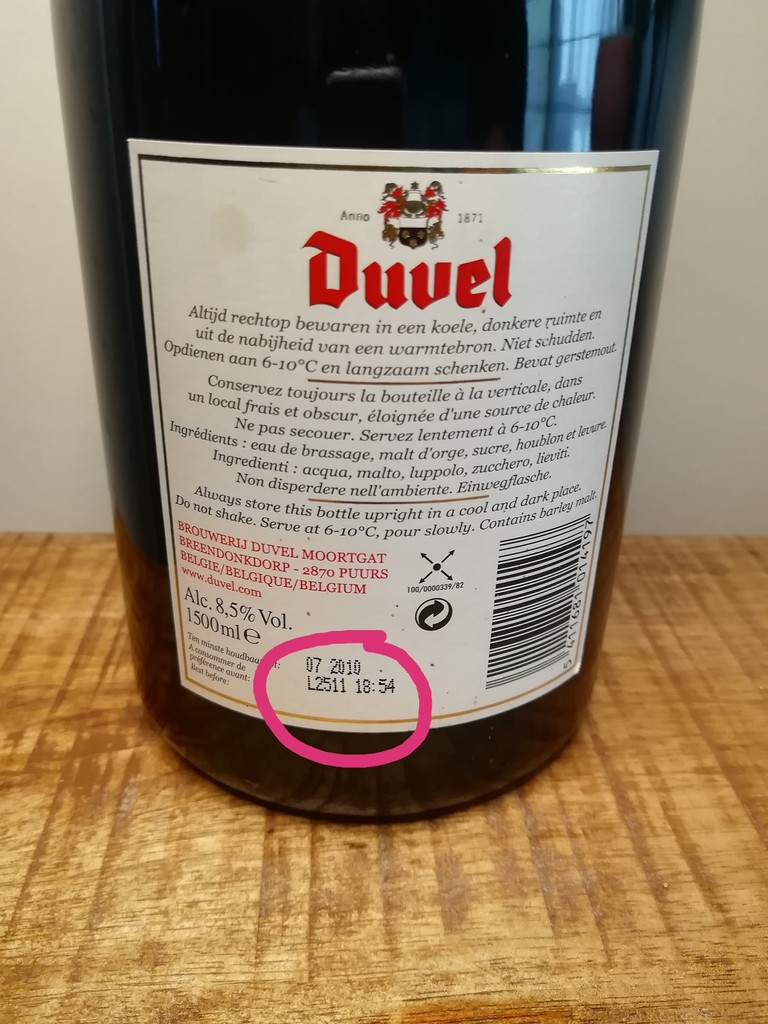 Anno 1871
Duvel
Altijd rechtop bewaren in een koele, donkere ruimte en
uit de nabijheid van een warmtebron. Niet schudden.
Opdienen aan 6-10°C en langzaam schenken. Bevat gerstemout.
Conservez toujours la bouteille à la verticale, dans
un local frais et obscur, éloignée d'une source de chaleur.
Ne pas secouer. Servez lentement à 6-10°C.
Ingrédients : eau de brassage, malt d'orge, sucre, houblon et levure.
Ingredienti : acqua, malto, luppolo, zucchero, lieviti.
Non disperdere nell'ambiente. Einwegflasche.
Always store this bottle upright in a cool and dark place.
Do not shake. Serve at 6-10°C, pour slowly. Contains barley malt.
BROUWERIJ DUVEL MOORTGAT
BREENDONKDORP - 2870 PUURS
BELGIE/BELGIQUE/BELGIUM
www.duvel.com
100/0000339/82
Alc. 8,5% Vol.
1500 ml e
5 411681 014197
Ten minste houdbaar tot:
A consommer de
préférence avant:
Best before:
07 2010
L2511 18:54